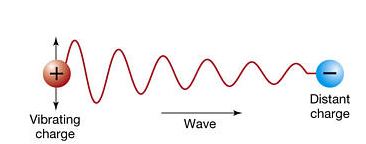 +
−
Vibrating
charge
Wave
Distant
charge